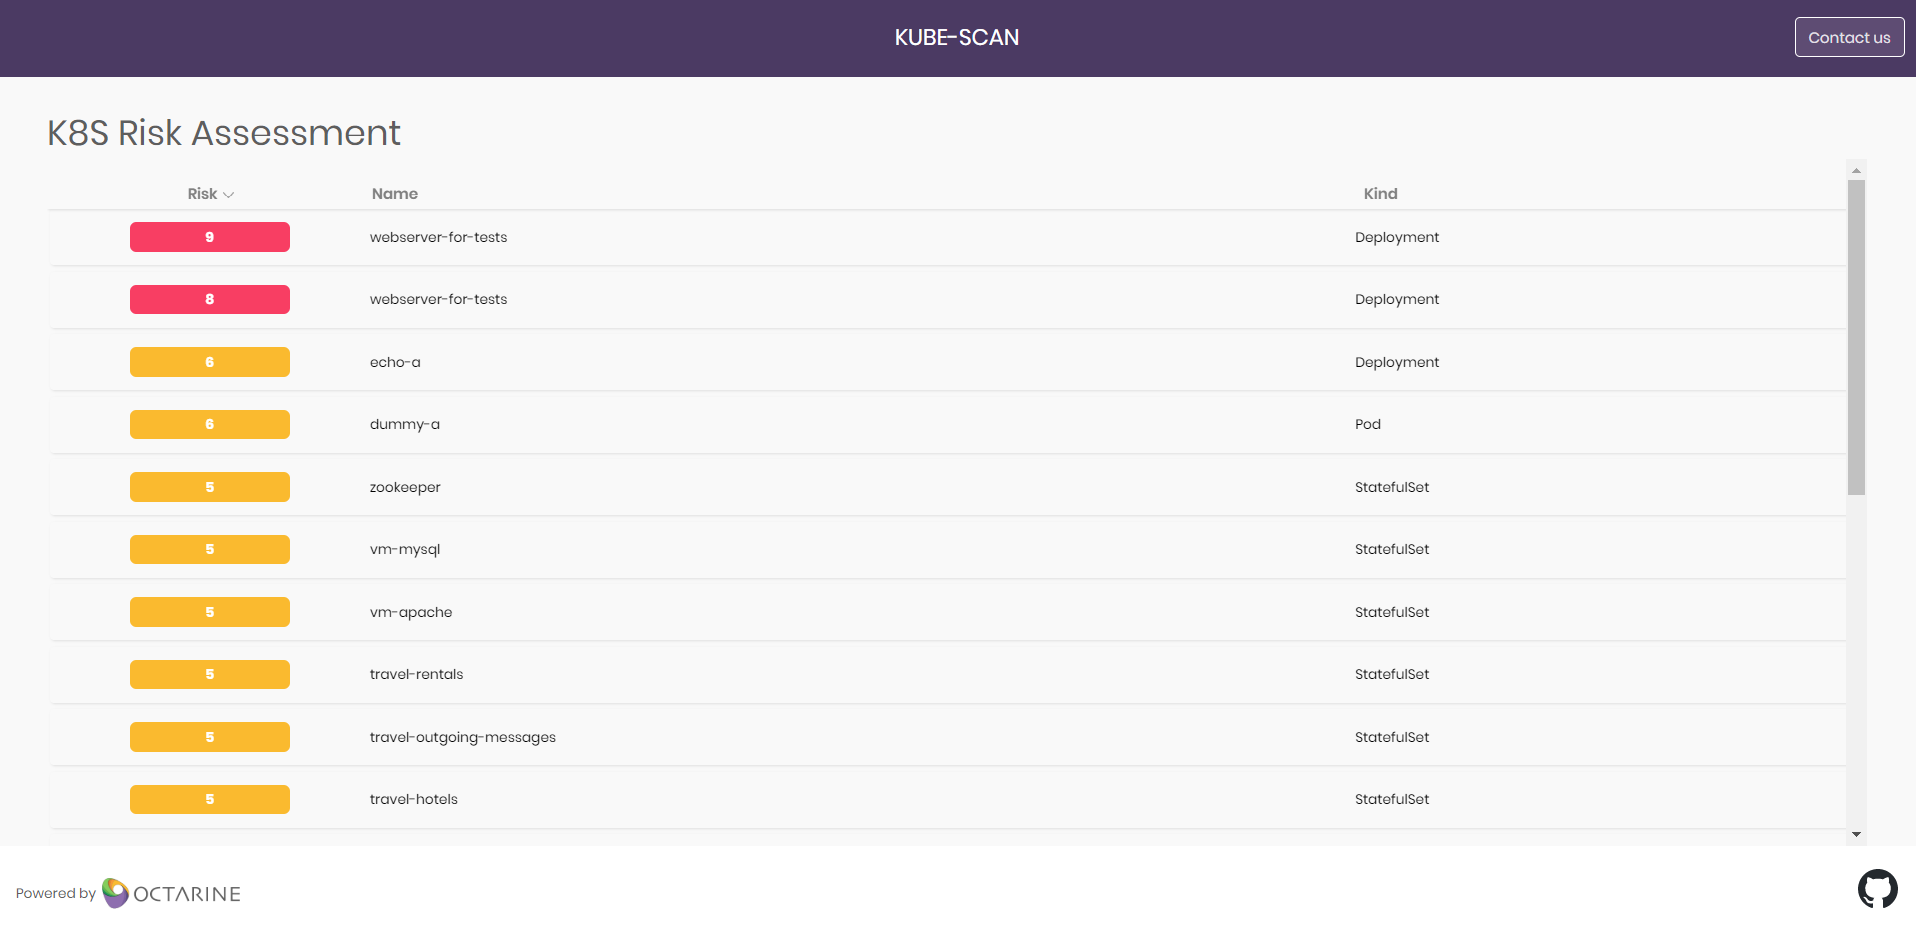 KUBE-SCAN
Contact us
K8S Risk Assessment
Risk Name Kind
9 webserver-for-tests Deployment
8 webserver-for-tests Deployment
6 echo-a Deployment
6 dummy-a Pod
5 zookeeper StatefulSet
5 vm-mysql StatefulSet
5 vm-apache StatefulSet
5 travel-rentals StatefulSet
5 travel-outgoing-messages StatefulSet
5 travel-hotels StatefulSet
Powered by OCTARINE